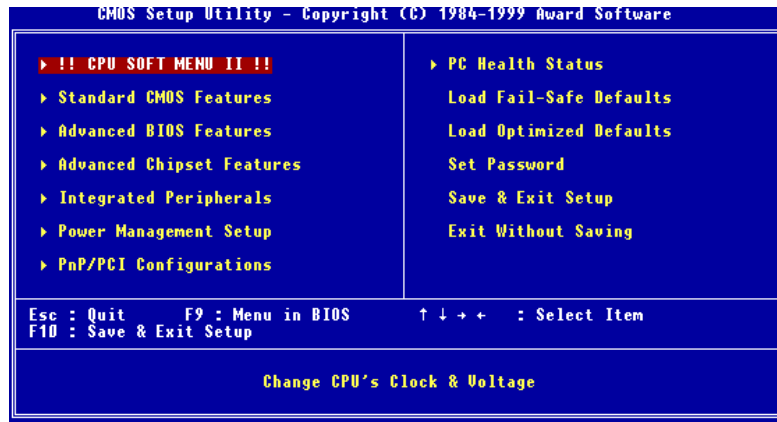 CMOS Setup Utility - Copyright (C) 1984-1999 Award Software
!! CPU SOFT MENU II !!
Standard CMOS Features
Advanced BIOS Features
Advanced Chipset Features
Integrated Peripherals
Power Management Setup
PnP/PCI Configurations
PC Health Status
Load Fail-Safe Defaults
Load Optimized Defaults
Set Password
Save & Exit Setup
Exit Without Saving
Esc : Quit F9 : Menu in BIOS ↑ ↓ → ← : Select Item
F10 : Save & Exit Setup
Change CPU's Clock & Voltage